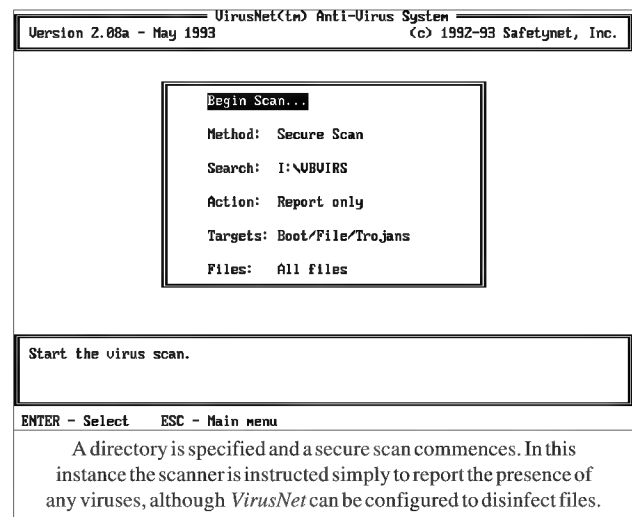 VirusNet(tm) Anti-Virus System
Version 2.08a - May 1993 (c) 1992-93 Safetynet, Inc.
Begin Scan...
Method: Secure Scan
Search: I:\VBVIRS
Action: Report only
Targets: Boot/File/Trojans
Files: All files
Start the virus scan.
ENTER - Select ESC - Main menu
A directory is specified and a secure scan commences. In this
instance the scanner is instructed simply to report the presence of
any viruses, although VirusNet can be configured to disinfect files.